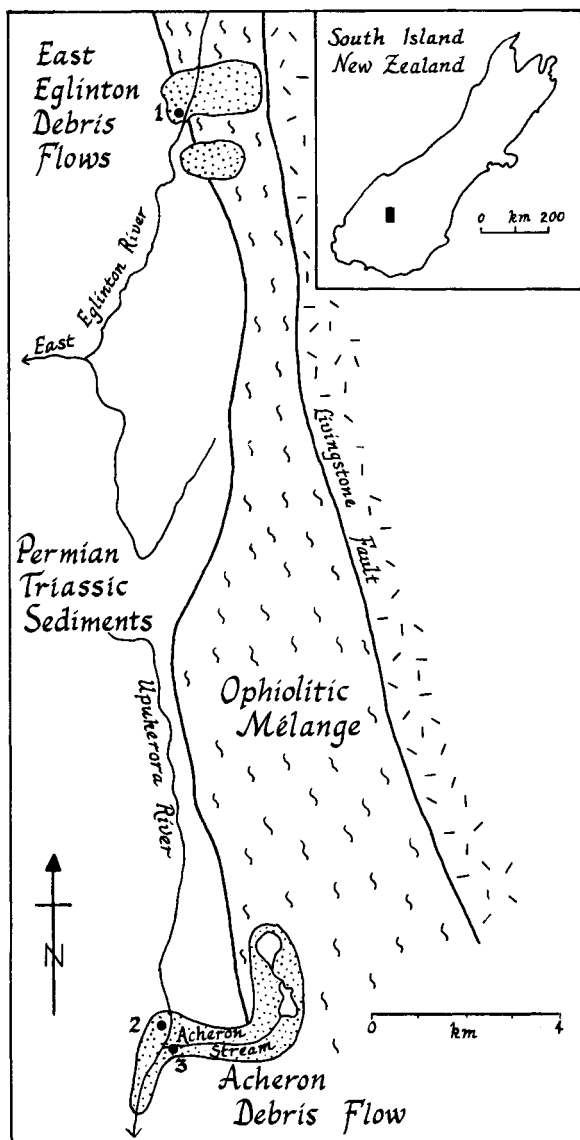 East
Eglinton
Debris
Flows
1
South Island
New Zealand
0 km 200
East Eglinton River
Livingstone Fault
Permian
Triassic
Sediments
Ophiolitic
Mélange
Upukerora River
N
2
Acheron
Stream
3
0 4
km
Acheron
Debris Flow